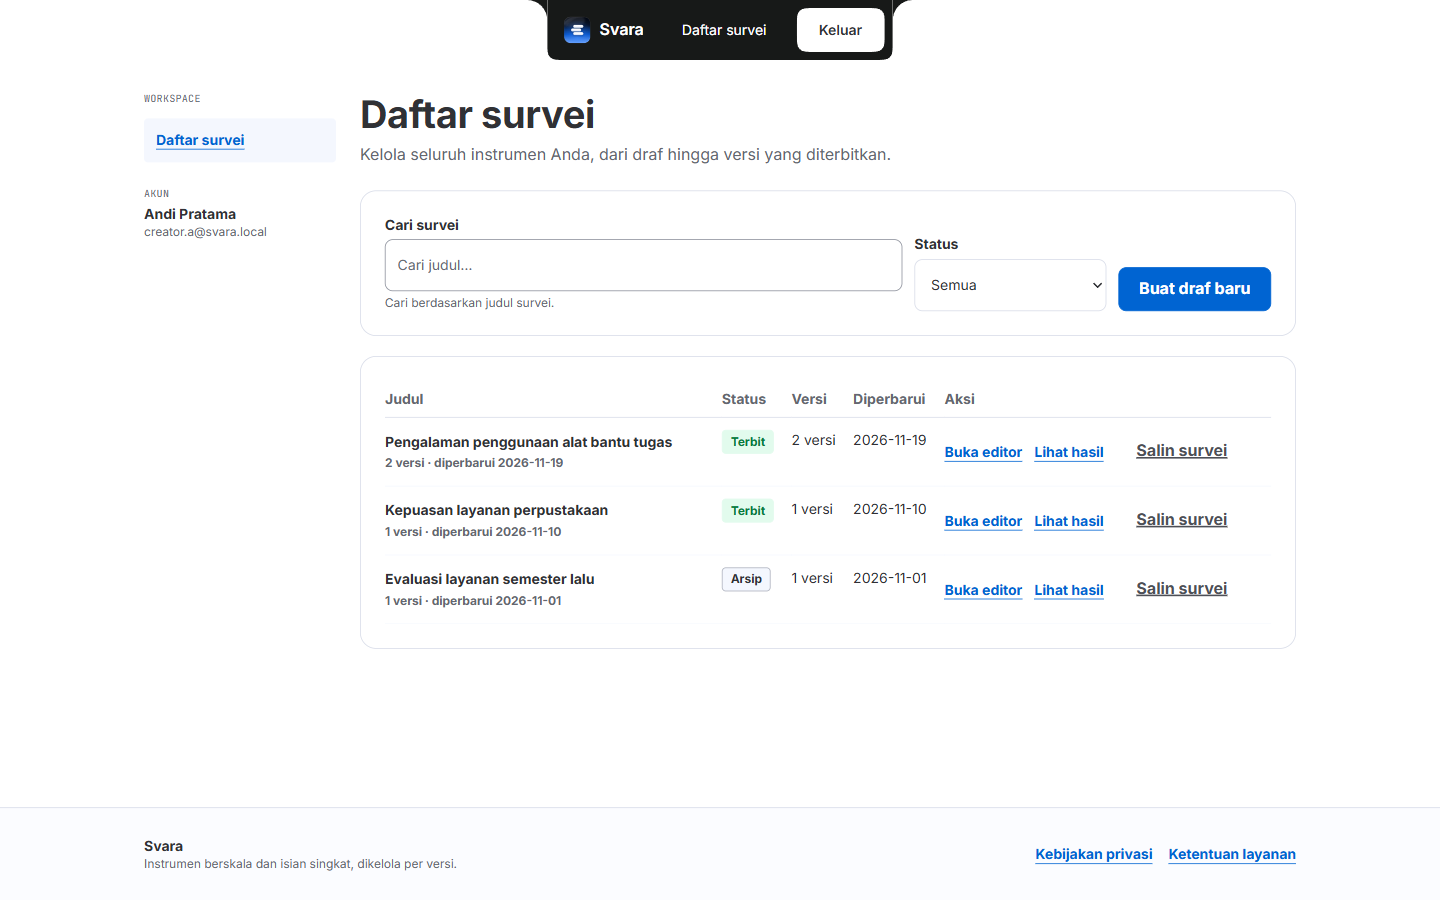 Svara Daftar survei Keluar
WORKSPACE
Daftar survei
AKUN
Andi Pratama
creator.a@svara.local
Daftar survei
Kelola seluruh instrumen Anda, dari draf hingga versi yang diterbitkan.
Cari survei
Cari judul...
Cari berdasarkan judul survei.
Status
Semua
Buat draf baru
Judul Status Versi Diperbarui Aksi
Pengalaman penggunaan alat bantu tugas
2 versi · diperbarui 2026-11-19
Terbit 2 versi 2026-11-19 Buka editor Lihat hasil Salin survei
Kepuasan layanan perpustakaan
1 versi · diperbarui 2026-11-10
Terbit 1 versi 2026-11-10 Buka editor Lihat hasil Salin survei
Evaluasi layanan semester lalu
1 versi · diperbarui 2026-11-01
Arsip 1 versi 2026-11-01 Buka editor Lihat hasil Salin survei
Svara
Instrumen berskala dan isian singkat, dikelola per versi.
Kebijakan privasi Ketentuan layanan